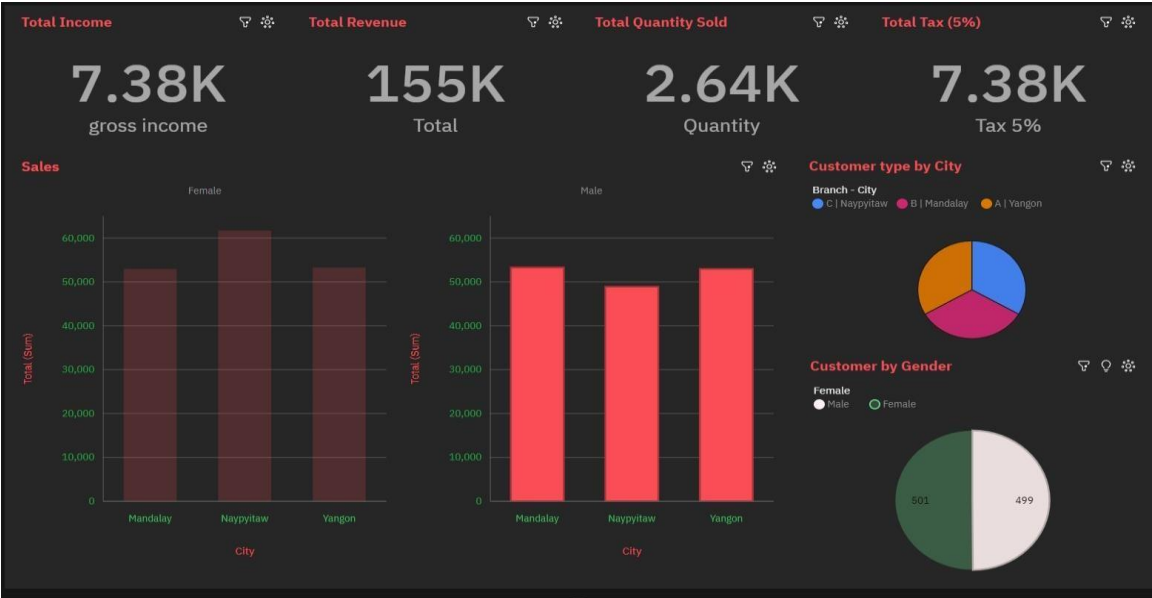 Total Income
Total Revenue
Total Quantity Sold
Total Tax (5%)
7.38K
155K
2.64K
7.38K
gross income
Total
Quantity
Tax 5%
Sales
Customer type by City
Female
Male
Branch - City
C | Naypyitaw B | Mandalay A | Yangon
Total (Sum)
60,000
50,000
40,000
30,000
20,000
10,000
0
Mandalay Naypyitaw Yangon
City
Total (Sum)
60,000
50,000
40,000
30,000
20,000
10,000
0
Mandalay Naypyitaw Yangon
City
Customer by Gender
Female
Male Female
501
499